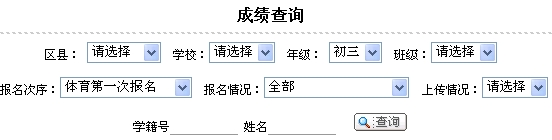 成绩查询
区县： 请选择 学校： 请选择 年级： 初三 班级： 请选择
报名次序： 体育第一次报名 报名情况： 全部 上传情况： 请选择
学籍号 姓名 查询